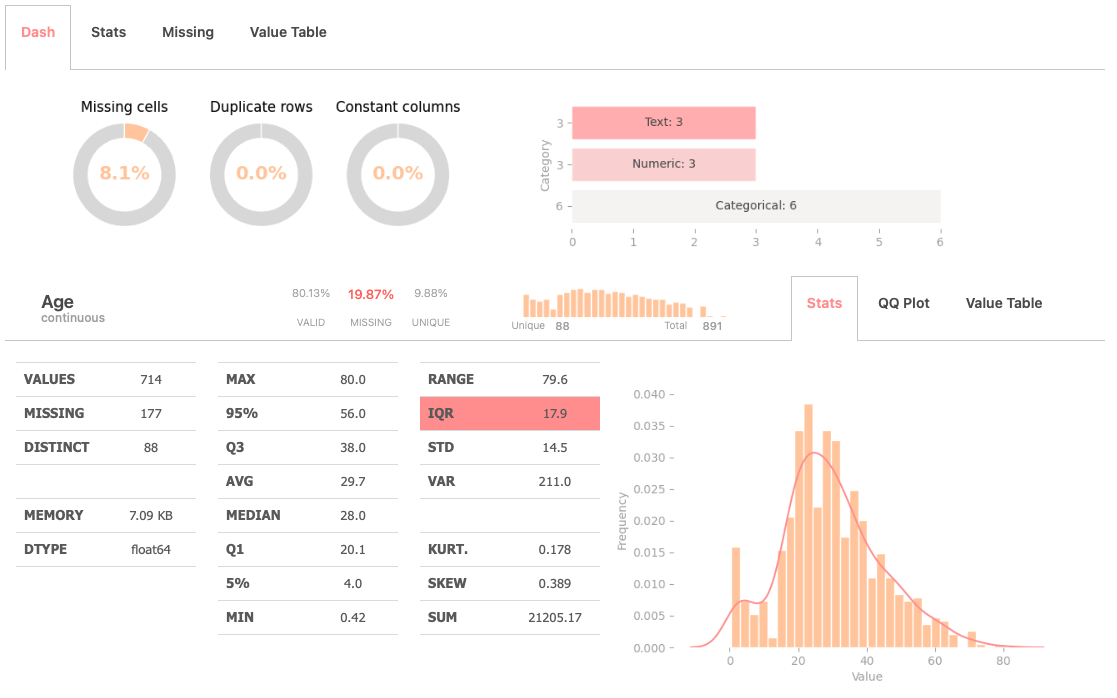 Dash Stats Missing Value Table
Missing cells Duplicate rows Constant columns
8.1% 0.0% 0.0%
Category
3 Text: 3
3 Numeric: 3
6 Categorical: 6
0 1 2 3 4 5 6
Age
continuous
80.13% 19.87% 9.88%
VALID MISSING UNIQUE
Unique 88 Total 891
Stats QQ Plot Value Table
VALUES 714
MISSING 177
DISTINCT 88
MEMORY 7.09 KB
DTYPE float64
MAX 80.0
95% 56.0
Q3 38.0
AVG 29.7
MEDIAN 28.0
Q1 20.1
5% 4.0
MIN 0.42
RANGE 79.6
IQR 17.9
STD 14.5
VAR 211.0
KURT. 0.178
SKEW 0.389
SUM 21205.17
Frequency
0.040
0.035
0.030
0.025
0.020
0.015
0.010
0.005
0.000
0 20 40 60 80
Value